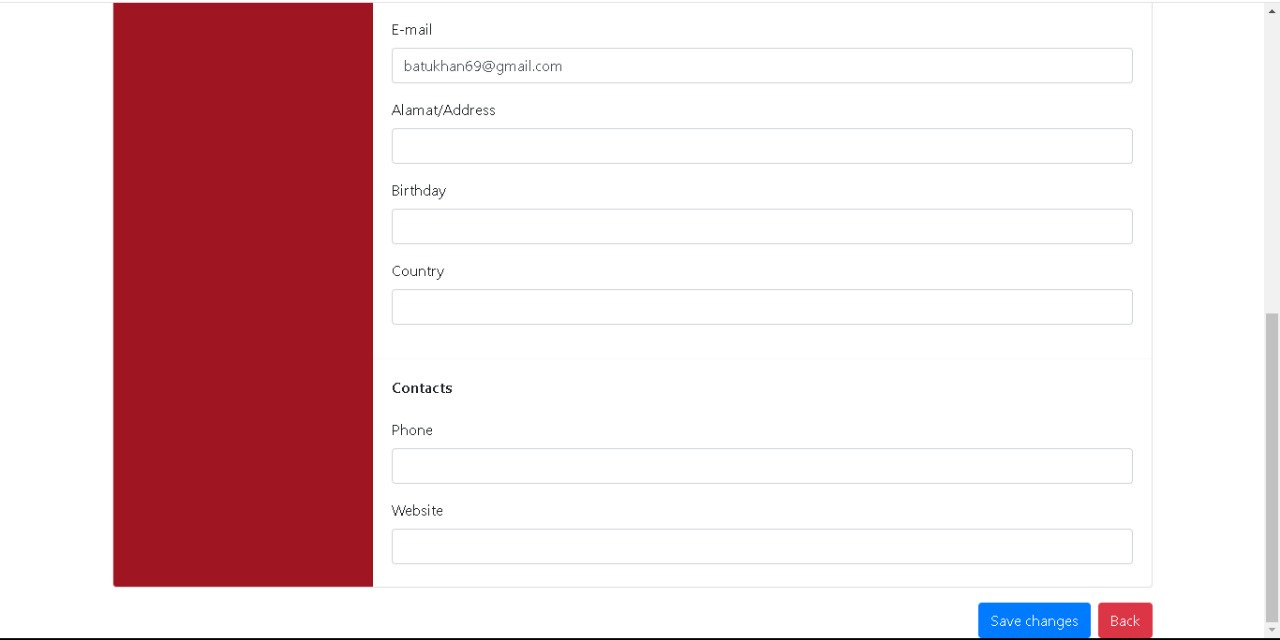 E-mail
batukhan69@gmail.com
Alamat/Address
Birthday
Country
Contacts
Phone
Website
Save changes Back